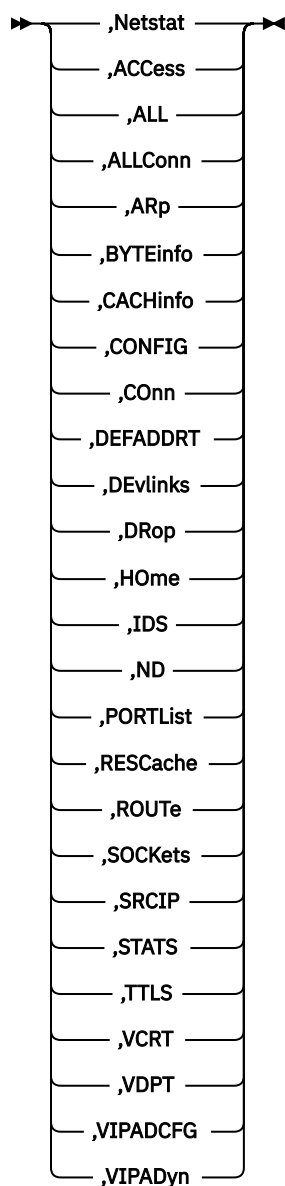 ,Netstat
,ACCess
,ALL
,ALLConn
,ARp
,BYTEinfo
,CACHinfo
,CONFIG
,COnn
,DEFADDRT
,DEvlinks
,DRop
,HOme
,IDS
,ND
,PORTList
,RESCache
,ROUTe
,SOCKets
,SRCIP
,STATS
,TTLS
,VCRT
,VDPT
,VIPADCFG
,VIPADyn